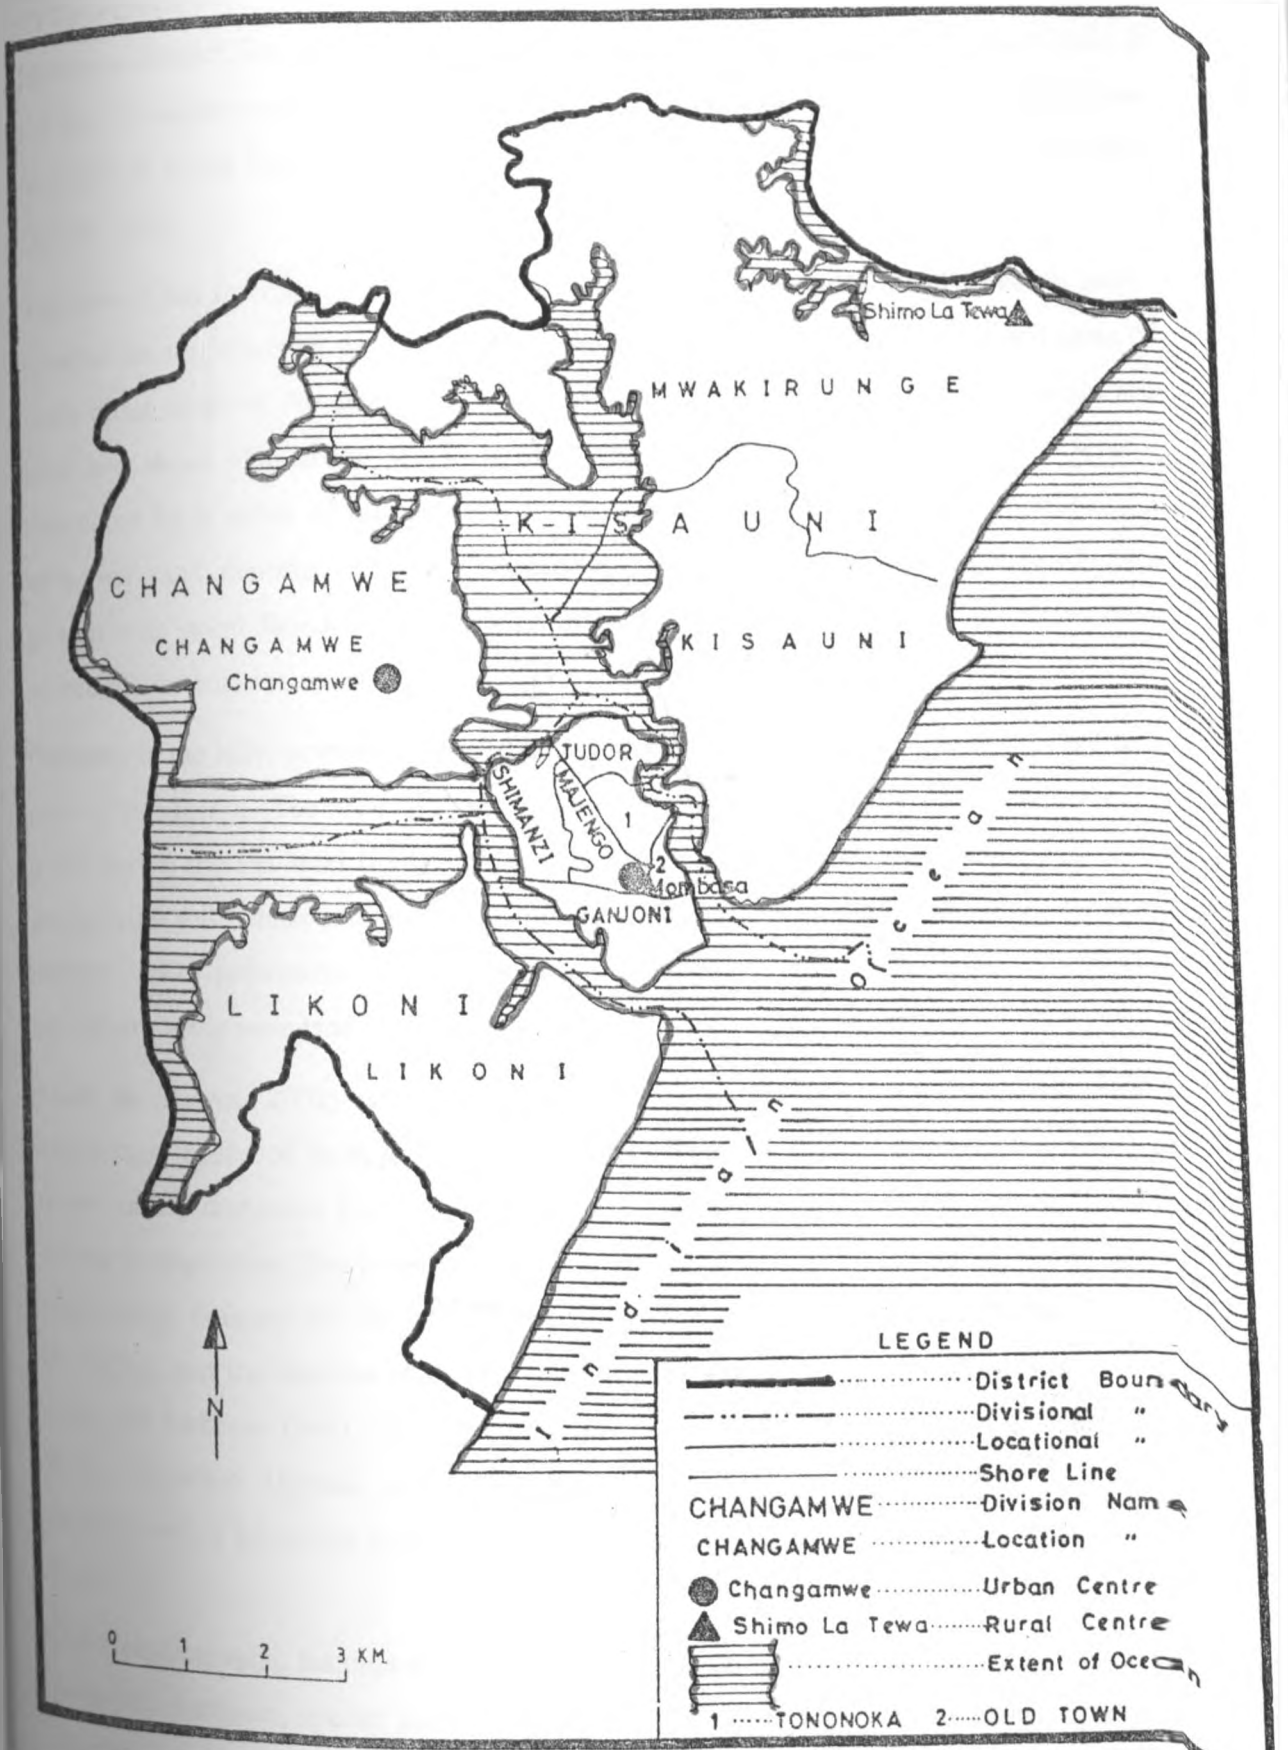 Shimo La Tewa
MWAKIRUNGE
KISAUNI
CHANGAMWE
KISAUNI
CHANGAMWE
Changamwe
TUDOR
SHIMANZI
MAJENGO
1
2
Mombasa
GANJONI
LIKONI
LIKONI
Indian Ocean
N
LEGEND
District Boundary
Divisional "
Locational "
Shore Line
CHANGAMWE Division Name
CHANGAMWE Location "
Changamwe Urban Centre
Shimo La Tewa Rural Centre
Extent of Ocean
1 TONONOKA 2 OLD TOWN
0 1 2 3 KM.